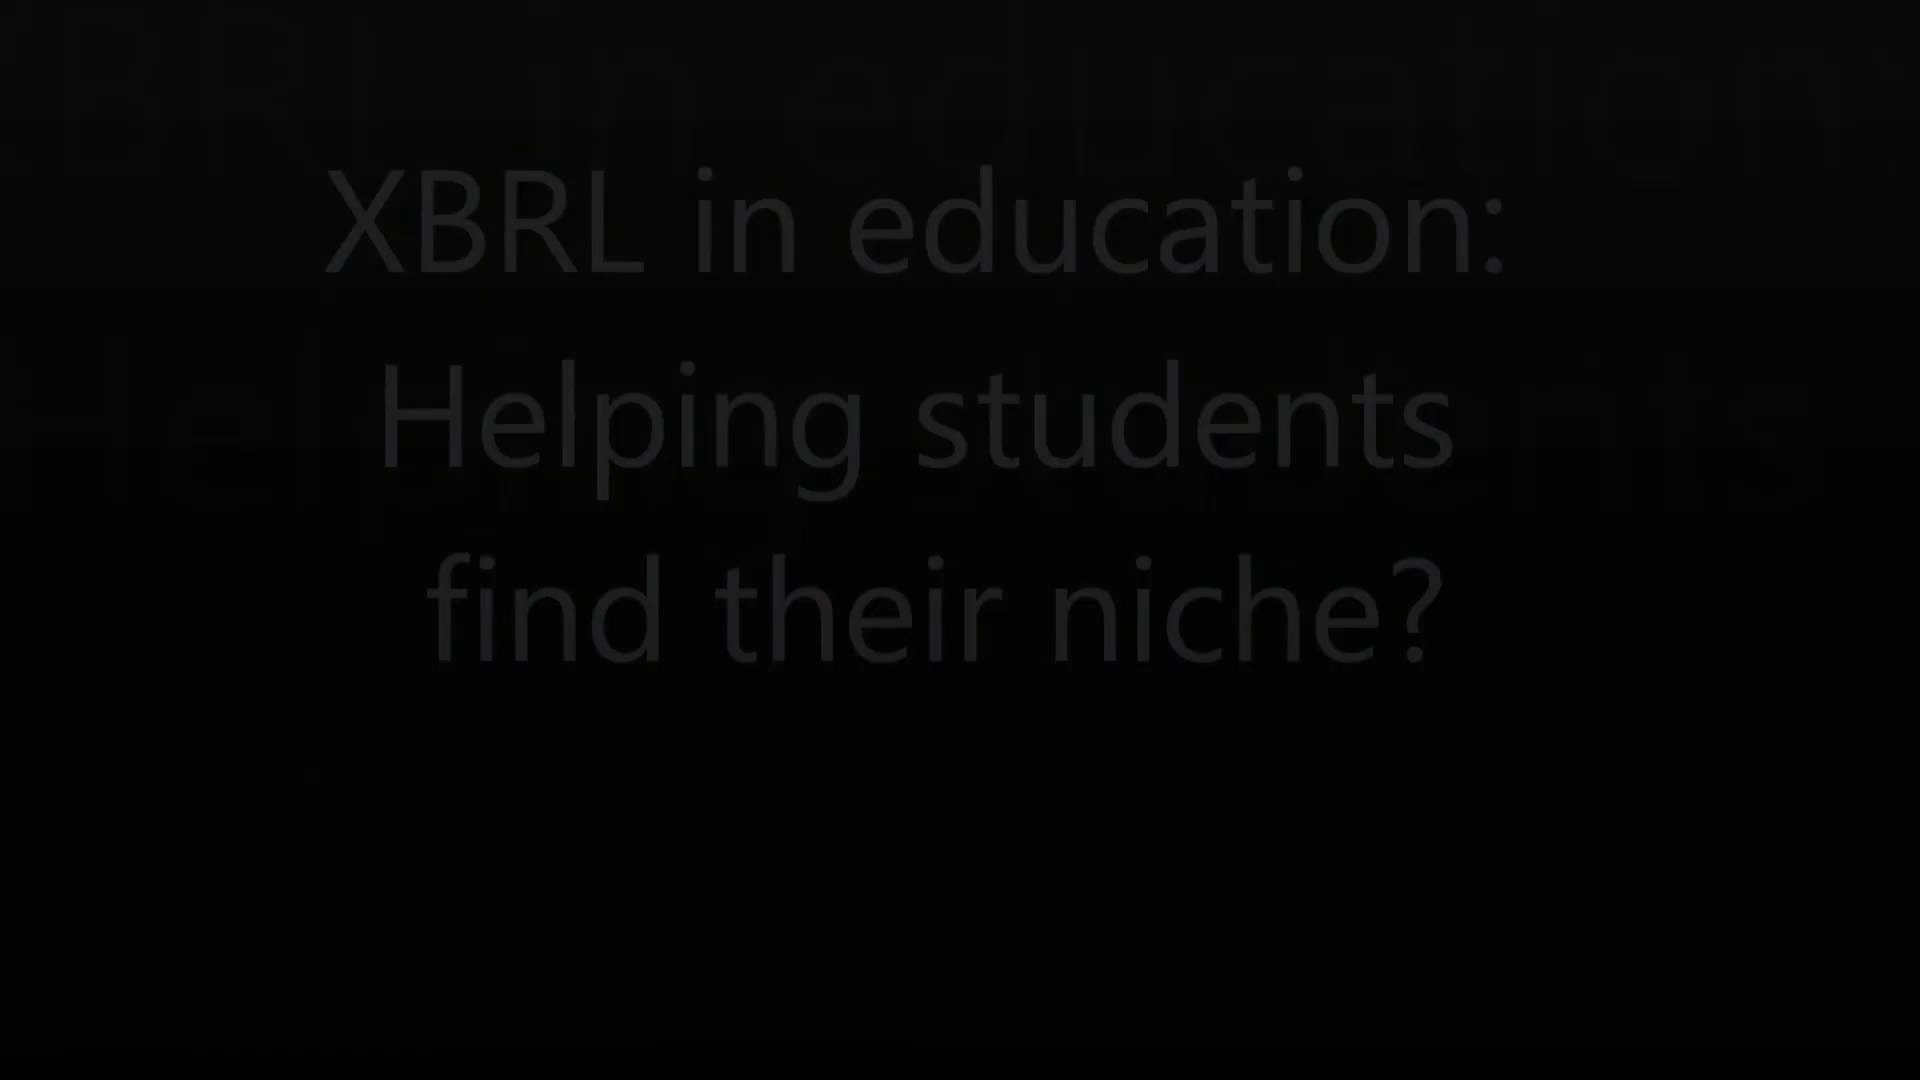 XBRL in education:
Helping students
find their niche?